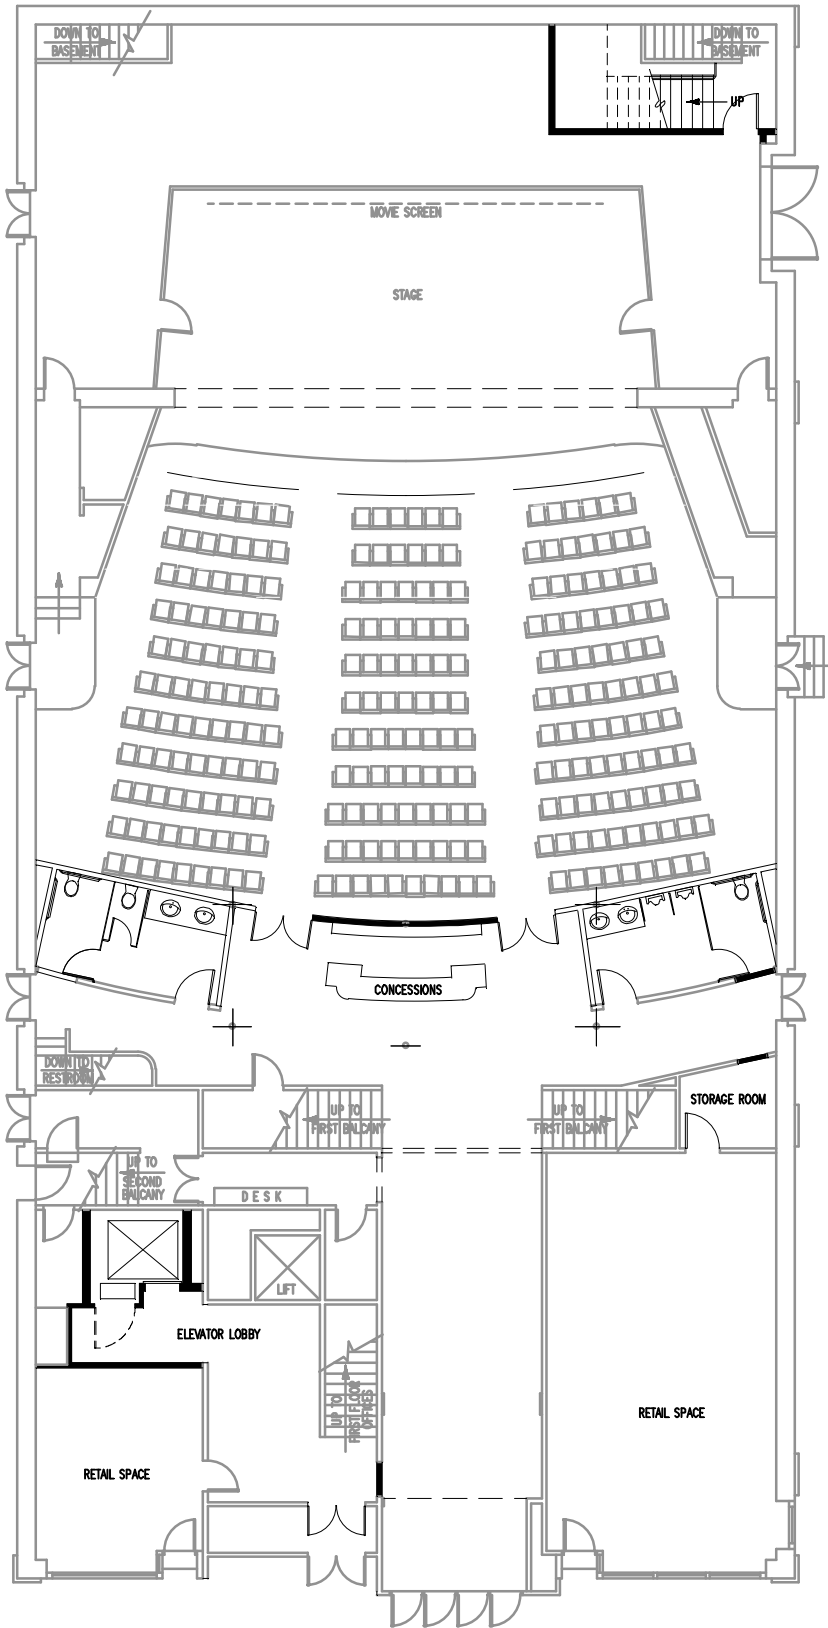 DOWN TO
BASEMENT
DOWN TO
BASEMENT
UP
MOVIE SCREEN
STAGE
CONCESSIONS
DOWN TO
RESTROOM
UP TO
FIRST BALCANY
UP TO
FIRST BALCANY
STORAGE ROOM
UP TO
SECOND
BALCANY
DESK
LIFT
ELEVATOR LOBBY
UP TO
FIRST FLOOR
OFFICES
RETAIL SPACE
RETAIL SPACE